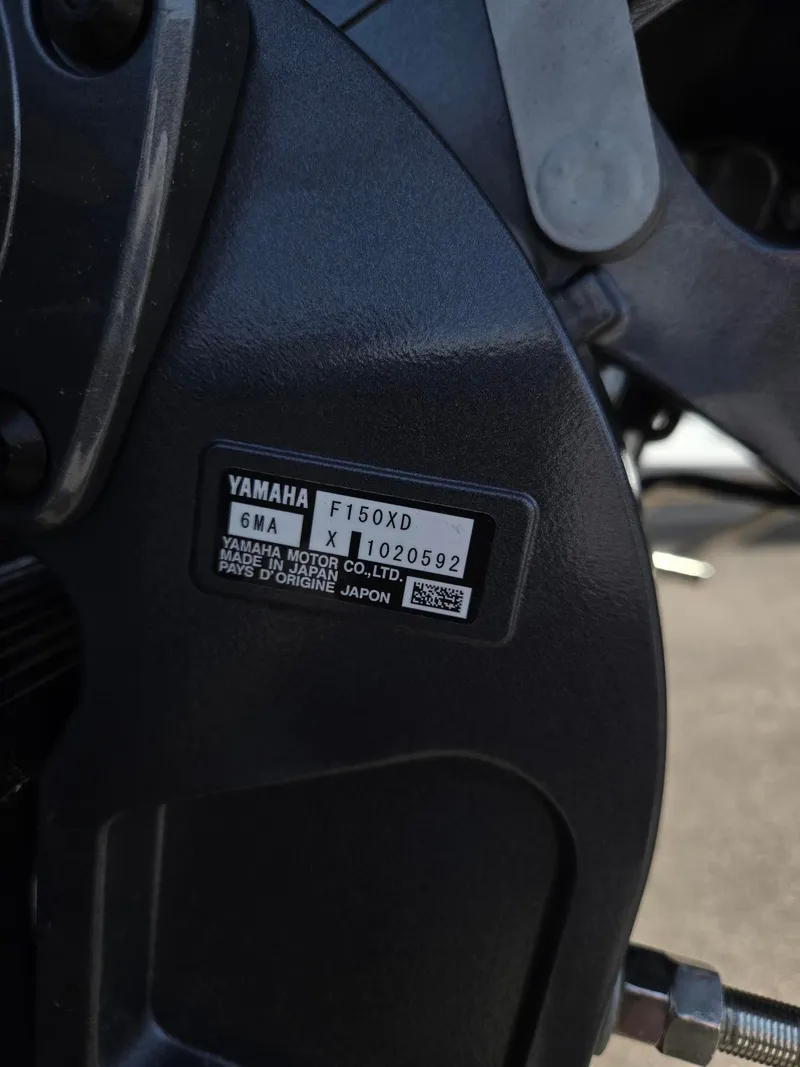 YAMAHA
F150XD
6MA
X 1020592
YAMAHA MOTOR CO.,LTD.
MADE IN JAPAN
PAYS D'ORIGINE JAPON